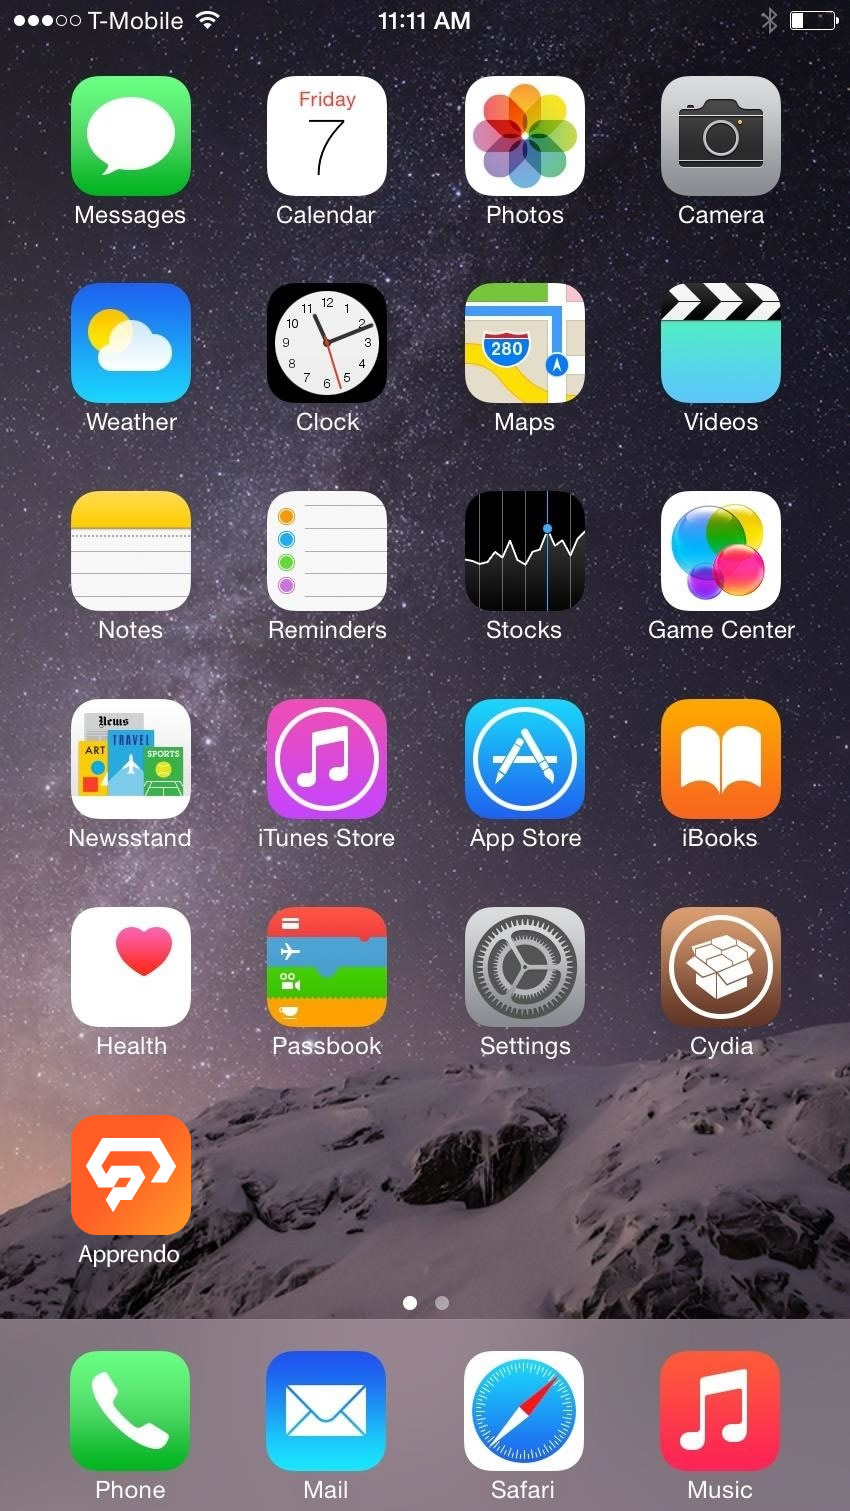 T-Mobile 11:11 AM
Friday
7
Messages Calendar Photos Camera
12
11 1
10 2
280
9 3
8 4
7 5
6
Weather Clock Maps Videos
Notes Reminders Stocks Game Center
News
TRAVEL
ART SPORTS
Newsstand iTunes Store App Store iBooks
Health Passbook Settings Cydia
Apprendo
Phone Mail Safari Music